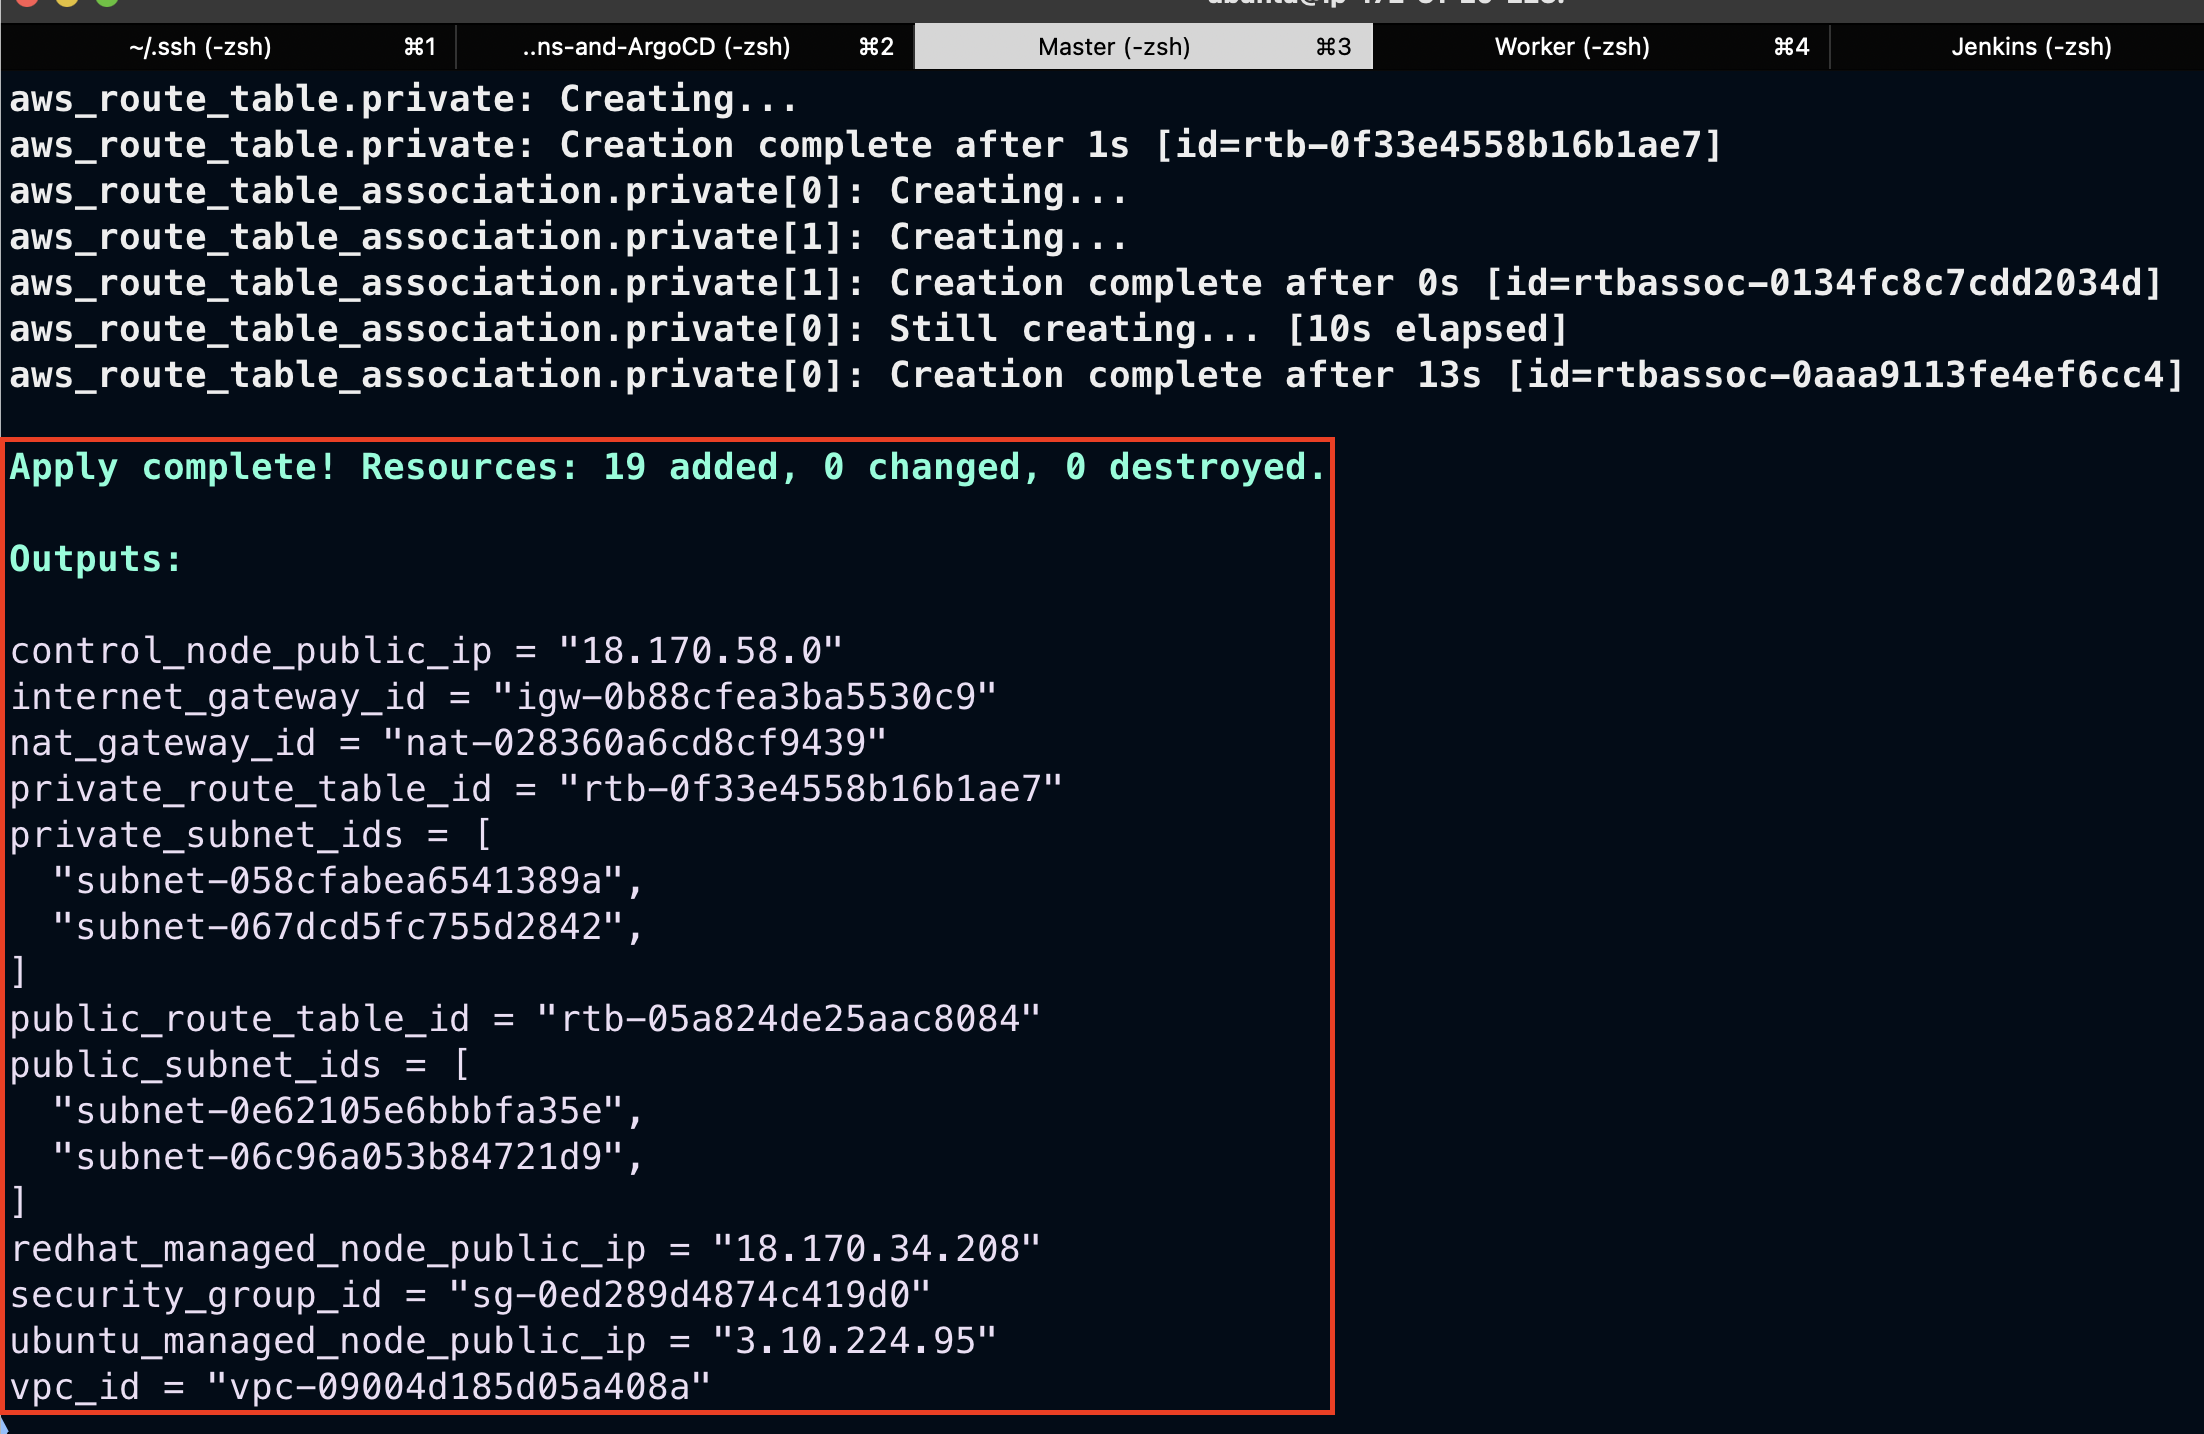 ~/.ssh (-zsh) ⌘1 ..ns-and-ArgoCD (-zsh) ⌘2 Master (-zsh) ⌘3 Worker (-zsh) ⌘4 Jenkins (-zsh)
aws_route_table.private: Creating...
aws_route_table.private: Creation complete after 1s [id=rtb-0f33e4558b16b1ae7]
aws_route_table_association.private[0]: Creating...
aws_route_table_association.private[1]: Creating...
aws_route_table_association.private[1]: Creation complete after 0s [id=rtbassoc-0134fc8c7cdd2034d]
aws_route_table_association.private[0]: Still creating... [10s elapsed]
aws_route_table_association.private[0]: Creation complete after 13s [id=rtbassoc-0aaa9113fe4ef6cc4]
Apply complete! Resources: 19 added, 0 changed, 0 destroyed.
Outputs:
control_node_public_ip = "18.170.58.0"
internet_gateway_id = "igw-0b88cfea3ba5530c9"
nat_gateway_id = "nat-028360a6cd8cf9439"
private_route_table_id = "rtb-0f33e4558b16b1ae7"
private_subnet_ids = [
  "subnet-058cfabea6541389a",
  "subnet-067dcd5fc755d2842",
]
public_route_table_id = "rtb-05a824de25aac8084"
public_subnet_ids = [
  "subnet-0e62105e6bbbfa35e",
  "subnet-06c96a053b84721d9",
]
redhat_managed_node_public_ip = "18.170.34.208"
security_group_id = "sg-0ed289d4874c419d0"
ubuntu_managed_node_public_ip = "3.10.224.95"
vpc_id = "vpc-09004d185d05a408a"